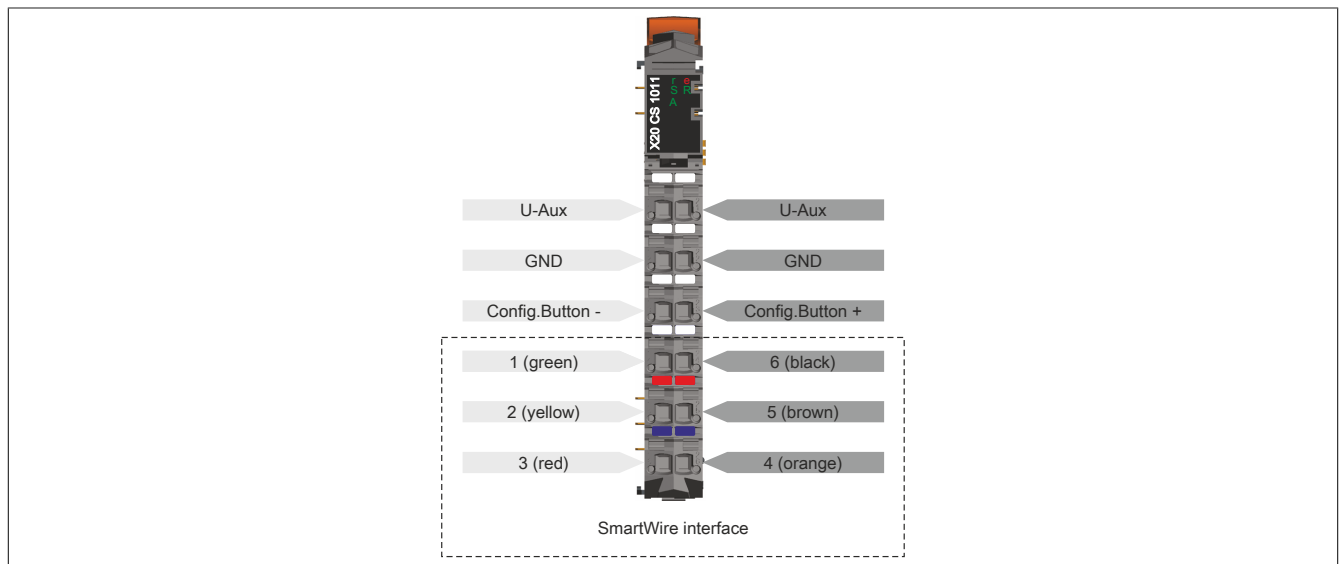 X20 CS 1011
r e
S R
A
U-Aux U-Aux
GND GND
Config.Button - Config.Button +
1 (green) 6 (black)
2 (yellow) 5 (brown)
3 (red) 4 (orange)
SmartWire interface